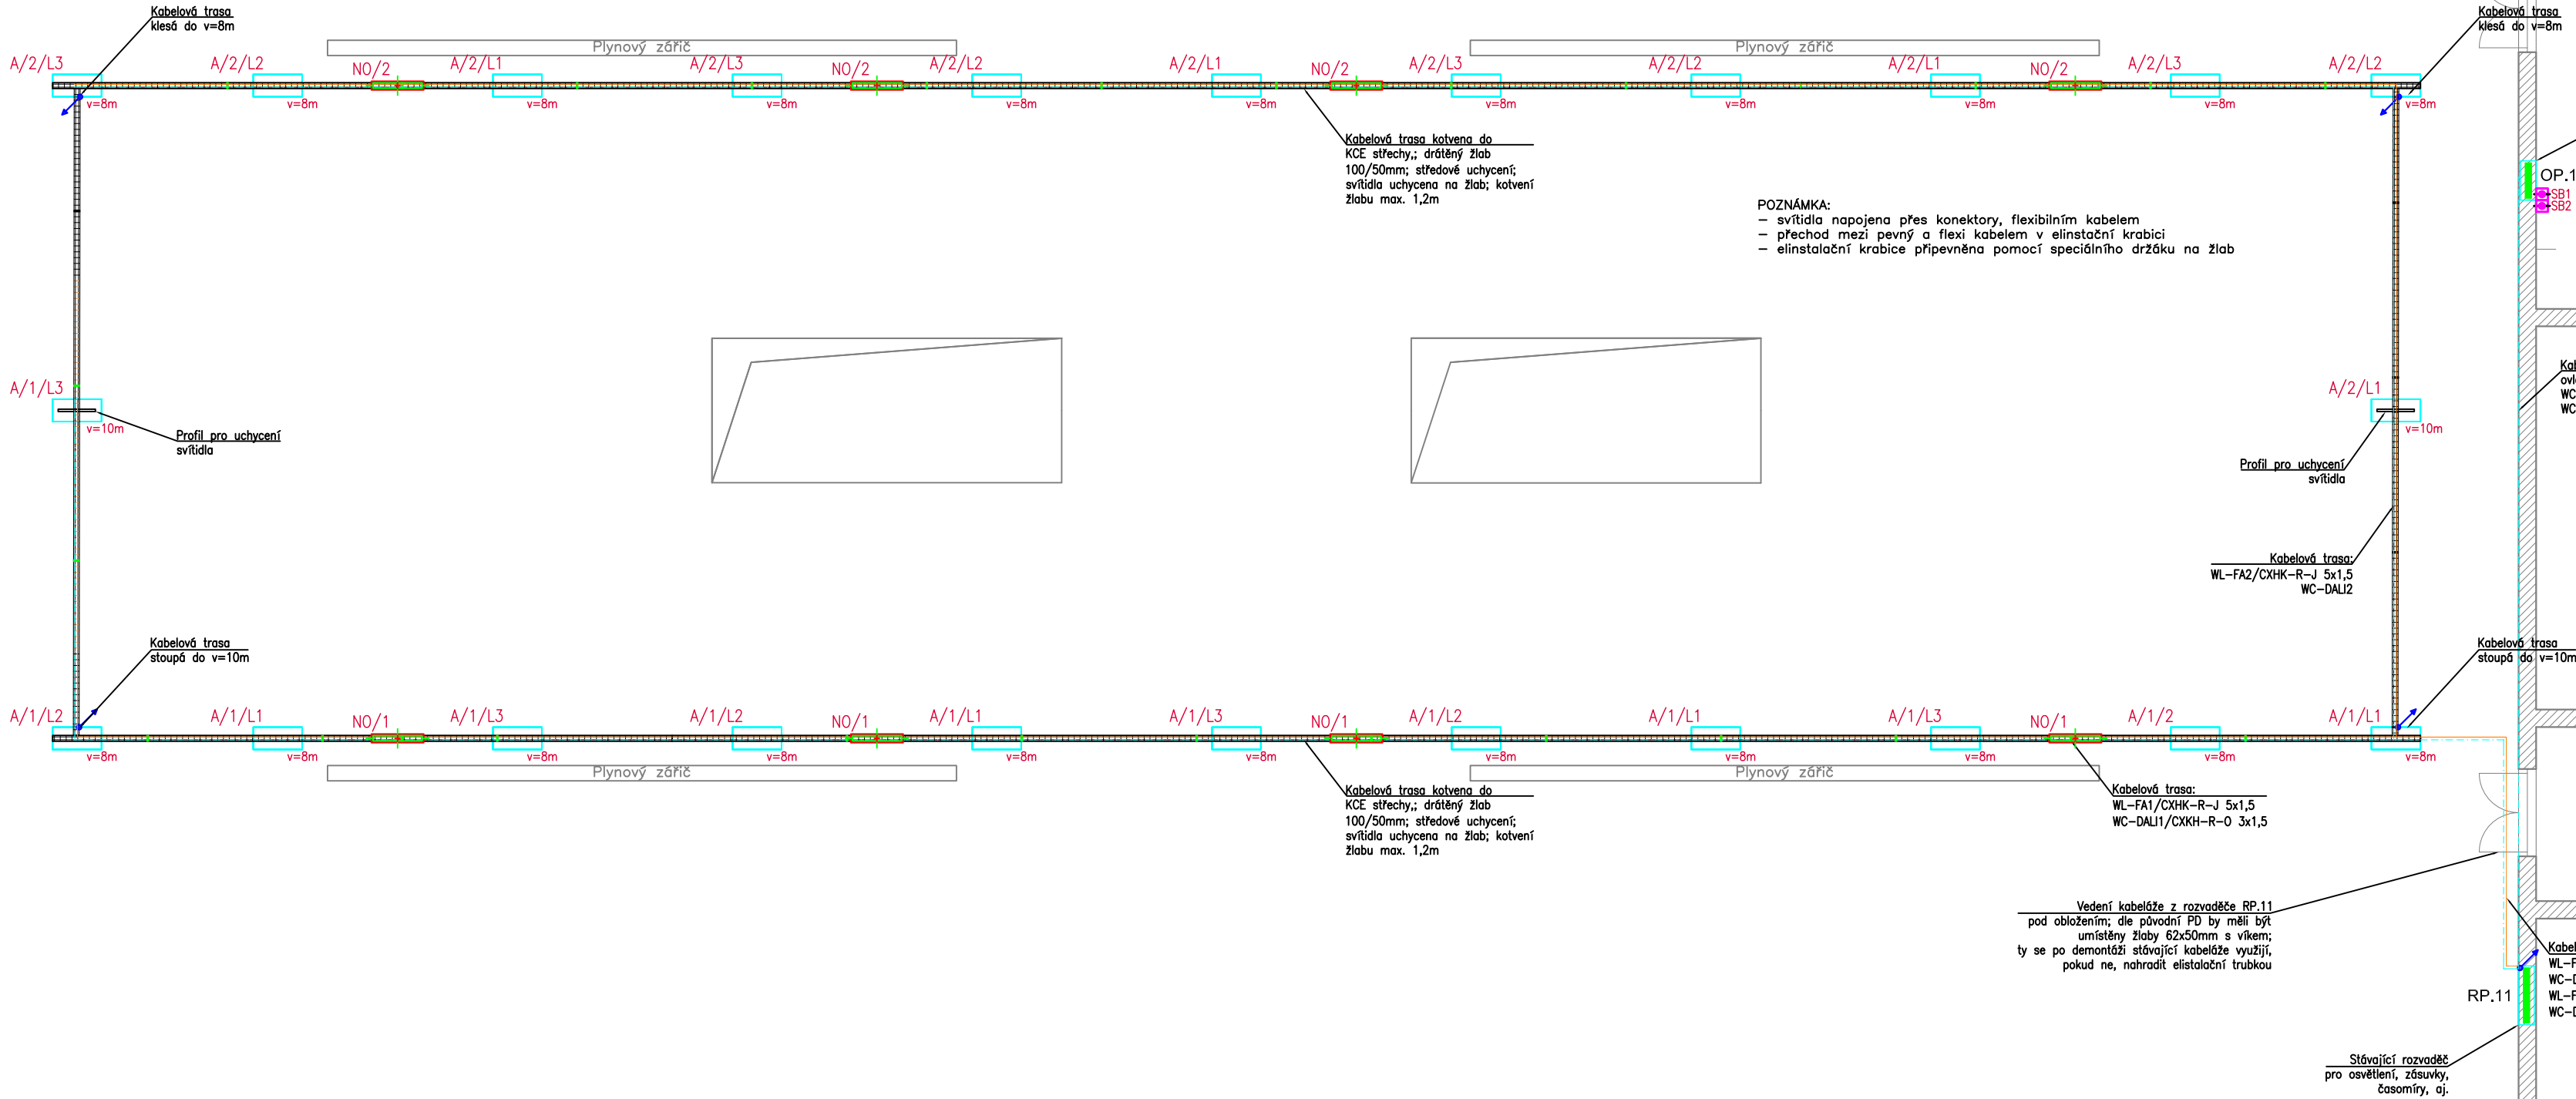 Kabelová trasa
klesá do v=8m
Kabelová trasa
klesá do v=8m
Plynový zářič
Plynový zářič
A/2/L3
A/2/L2
NO/2
A/2/L1
A/2/L3
NO/2
A/2/L2
A/2/L1
NO/2
A/2/L3
A/2/L2
A/2/L1
NO/2
A/2/L3
A/2/L2
v=8m
v=8m
v=8m
v=8m
v=8m
v=8m
v=8m
v=8m
v=8m
v=8m
v=8m
Kabelová trasa kotvena do
KCE střechy,; drátěný žlab
100/50mm; středové uchycení;
svítidla uchycena na žlab; kotvení
žlabu max. 1,2m
POZNÁMKA:
– svítidla napojena přes konektory, flexibilním kabelem
– přechod mezi pevný a flexi kabelem v elinstační krabici
– elinstalační krabice připevněna pomocí speciálního držáku na žlab
OP.1
SB1
SB2
A/1/L3
v=10m
Profil pro uchycení
svítidla
A/2/L1
v=10m
Profil pro uchycení
svítidla
Kab
ovl
WC
WC
Kabelová trasa:
WL–FA2/CXHK–R–J 5x1,5
WC–DALI2
Kabelová trasa
stoupá do v=10m
Kabelová trasa
stoupá do v=10m
A/1/L2
A/1/L1
NO/1
A/1/L3
A/1/L2
NO/1
A/1/L1
A/1/L3
NO/1
A/1/L2
A/1/L1
A/1/L3
NO/1
A/1/2
A/1/L1
v=8m
v=8m
v=8m
v=8m
v=8m
v=8m
v=8m
v=8m
v=8m
v=8m
v=8m
Plynový zářič
Plynový zářič
Kabelová trasa kotvena do
KCE střechy,; drátěný žlab
100/50mm; středové uchycení;
svítidla uchycena na žlab; kotvení
žlabu max. 1,2m
Kabelová trasa:
WL–FA1/CXHK–R–J 5x1,5
WC–DALI1/CXKH–R–O 3x1,5
Vedení kabeláže z rozvaděče RP.11
pod obložením; dle původní PD by měli být
umístěny žlaby 62x50mm s víkem;
ty se po demontáži stávající kabeláže využijí,
pokud ne, nahradit elistalační trubkou
Kabel
WL–F
WC–D
WL–F
WC–D
RP.11
Stávající rozvaděč
pro osvětlení, zásuvky,
časomíry, aj.